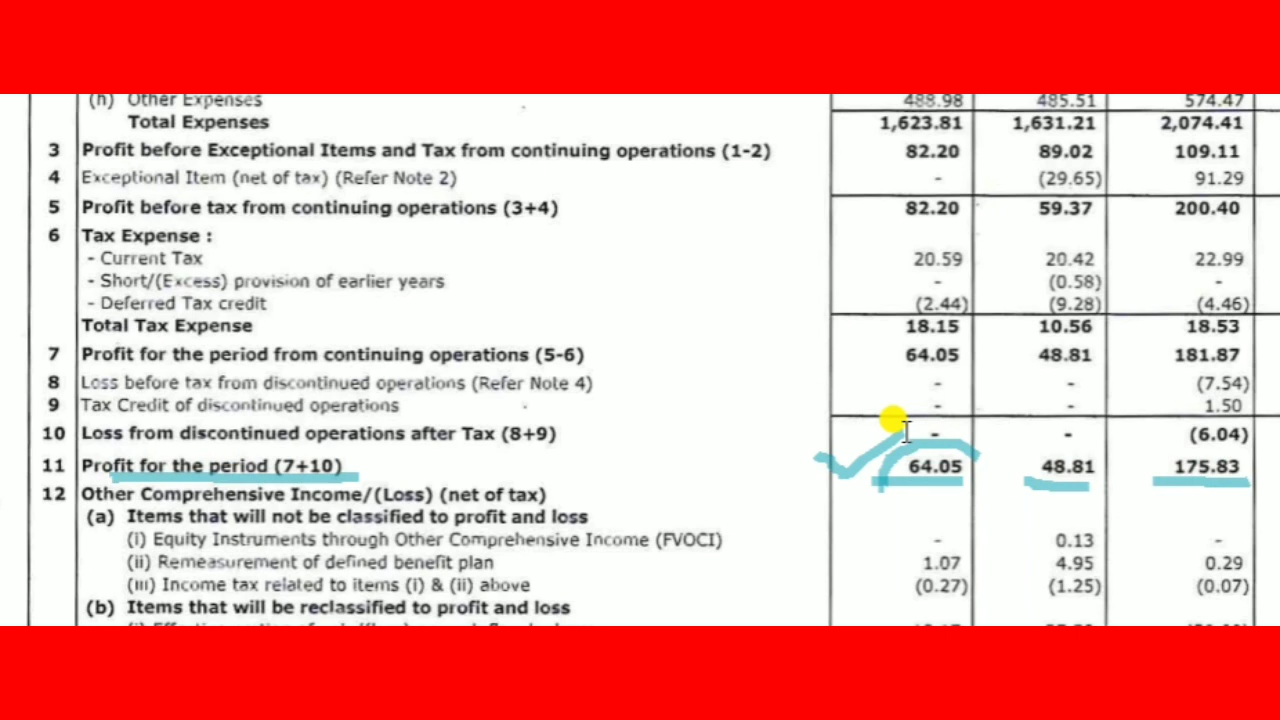 (h) Other Expenses 488.98 485.51 574.47
Total Expenses 1,623.81 1,631.21 2,074.41
3 Profit before Exceptional Items and Tax from continuing operations (1-2) 82.20 89.02 109.11
4 Exceptional Item (net of tax) (Refer Note 2) - (29.65) 91.29
5 Profit before tax from continuing operations (3+4) 82.20 59.37 200.40
6 Tax Expense :
- Current Tax 20.59 20.42 22.99
- Short/(Excess) provision of earlier years - (0.58) -
- Deferred Tax credit (2.44) (9.28) (4.46)
Total Tax Expense 18.15 10.56 18.53
7 Profit for the period from continuing operations (5-6) 64.05 48.81 181.87
8 Loss before tax from discontinued operations (Refer Note 4) - - (7.54)
9 Tax Credit of discontinued operations - - 1.50
10 Loss from discontinued operations after Tax (8+9) - - (6.04)
11 Profit for the period (7+10) 64.05 48.81 175.83
12 Other Comprehensive Income/(Loss) (net of tax)
(a) Items that will not be classified to profit and loss
(i) Equity Instruments through Other Comprehensive Income (FVOCI) - 0.13 -
(ii) Remeasurement of defined benefit plan 1.07 4.95 0.29
(iii) Income tax related to items (i) & (ii) above (0.27) (1.25) (0.07)
(b) Items that will be reclassified to profit and loss